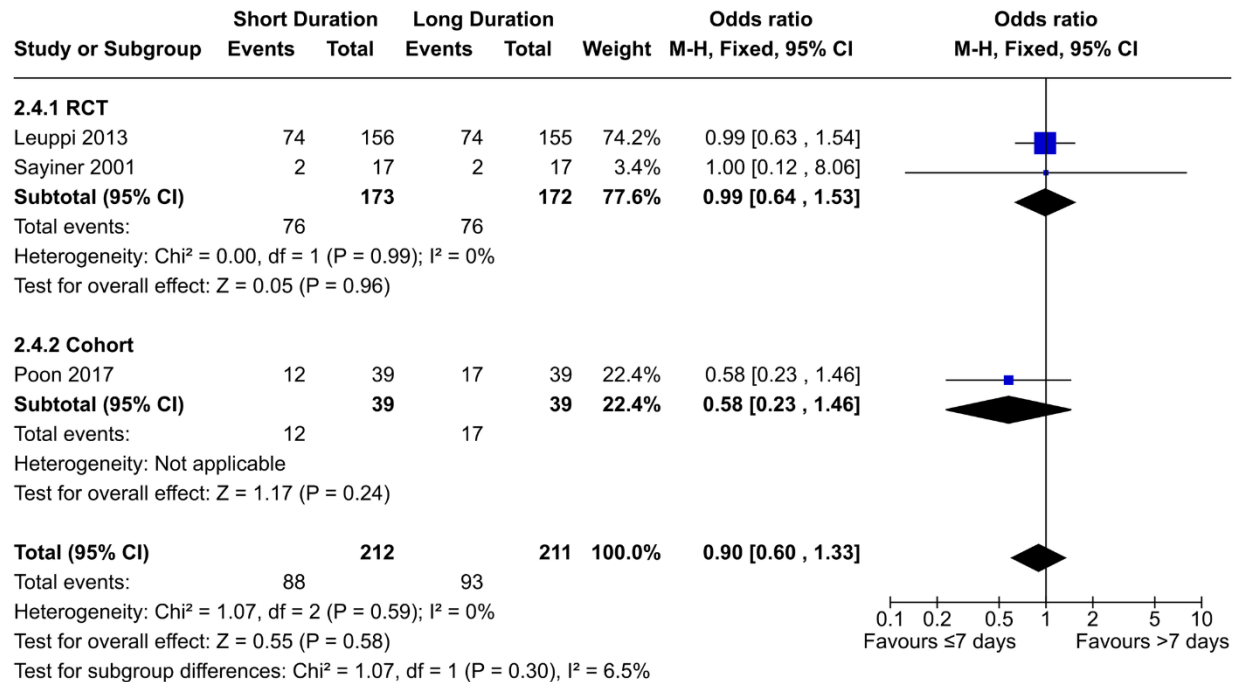 Short Duration Long Duration Odds ratio Odds ratio
Study or Subgroup Events Total Events Total Weight M-H, Fixed, 95% CI M-H, Fixed, 95% CI
2.4.1 RCT
Leuppi 2013 74 156 74 155 74.2% 0.99 [0.63 , 1.54]
Sayiner 2001 2 17 2 17 3.4% 1.00 [0.12 , 8.06]
Subtotal (95% CI) 173 172 77.6% 0.99 [0.64 , 1.53]
Total events: 76 76
Heterogeneity: Chi² = 0.00, df = 1 (P = 0.99); I² = 0%
Test for overall effect: Z = 0.05 (P = 0.96)
2.4.2 Cohort
Poon 2017 12 39 17 39 22.4% 0.58 [0.23 , 1.46]
Subtotal (95% CI) 39 39 22.4% 0.58 [0.23 , 1.46]
Total events: 12 17
Heterogeneity: Not applicable
Test for overall effect: Z = 1.17 (P = 0.24)
Total (95% CI) 212 211 100.0% 0.90 [0.60 , 1.33]
Total events: 88 93
Heterogeneity: Chi² = 1.07, df = 2 (P = 0.59); I² = 0%
Test for overall effect: Z = 0.55 (P = 0.58)
Test for subgroup differences: Chi² = 1.07, df = 1 (P = 0.30), I² = 6.5%
0.1 0.2 0.5 1 2 5 10
Favours ≤7 days Favours >7 days